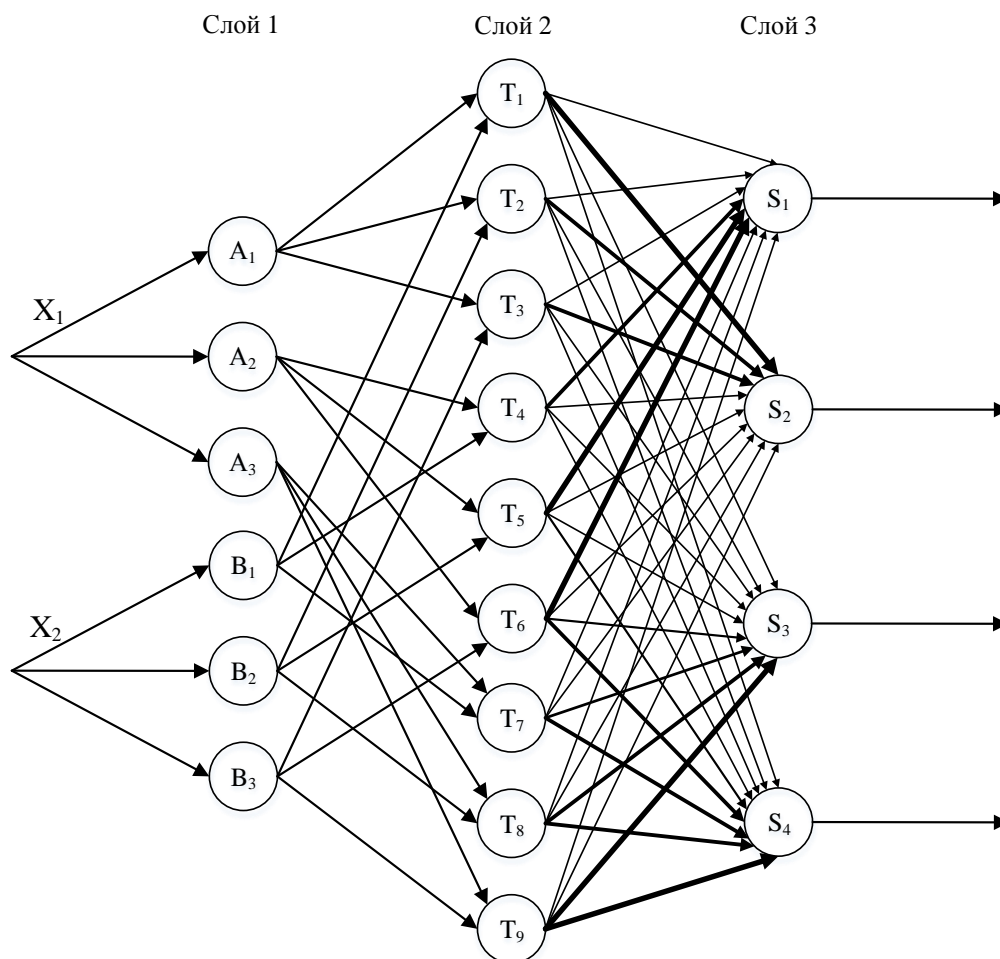 Слой 1
Слой 2
Слой 3
X₁
X₂
A₁
A₂
A₃
B₁
B₂
B₃
T₁
T₂
T₃
T₄
T₅
T₆
T₇
T₈
T₉
S₁
S₂
S₃
S₄